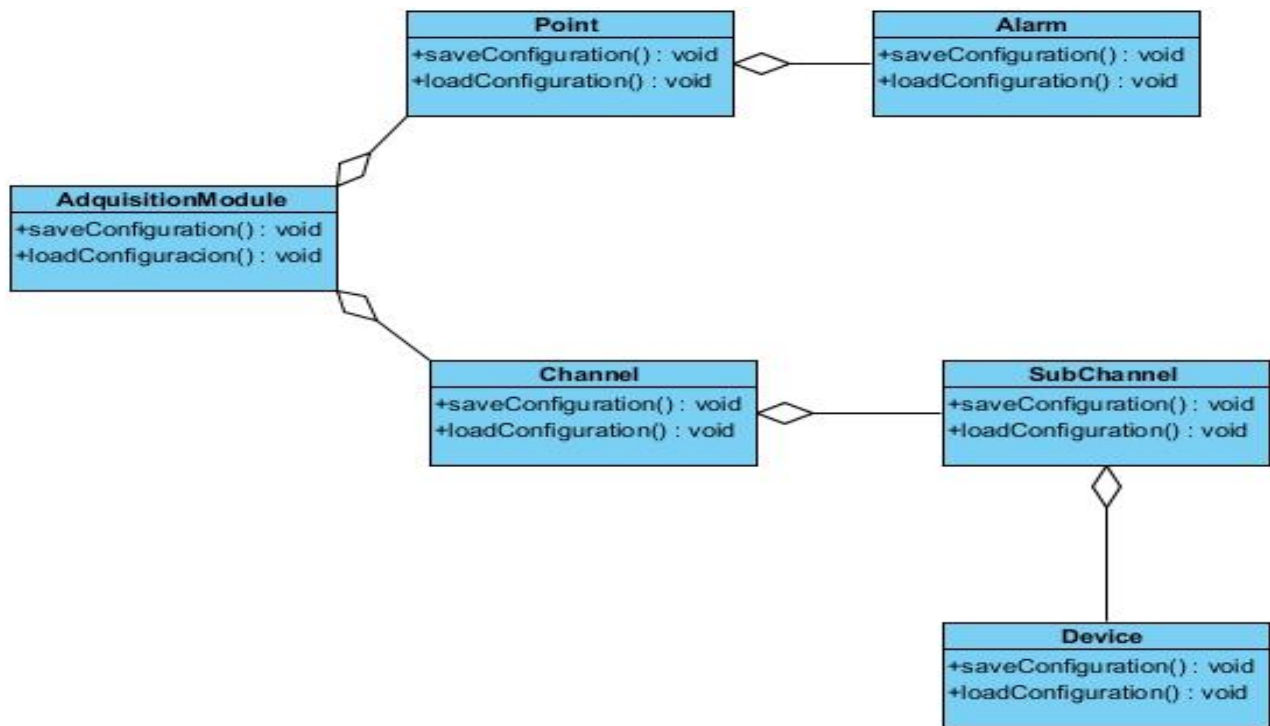 Point
+saveConfiguration() : void
+loadConfiguration() : void
Alarm
+saveConfiguration() : void
+loadConfiguration() : void
AdquisitionModule
+saveConfiguration() : void
+loadConfiguracion() : void
Channel
+saveConfiguration() : void
+loadConfiguration() : void
SubChannel
+saveConfiguration() : void
+loadConfiguration() : void
Device
+saveConfiguration() : void
+loadConfiguration() : void